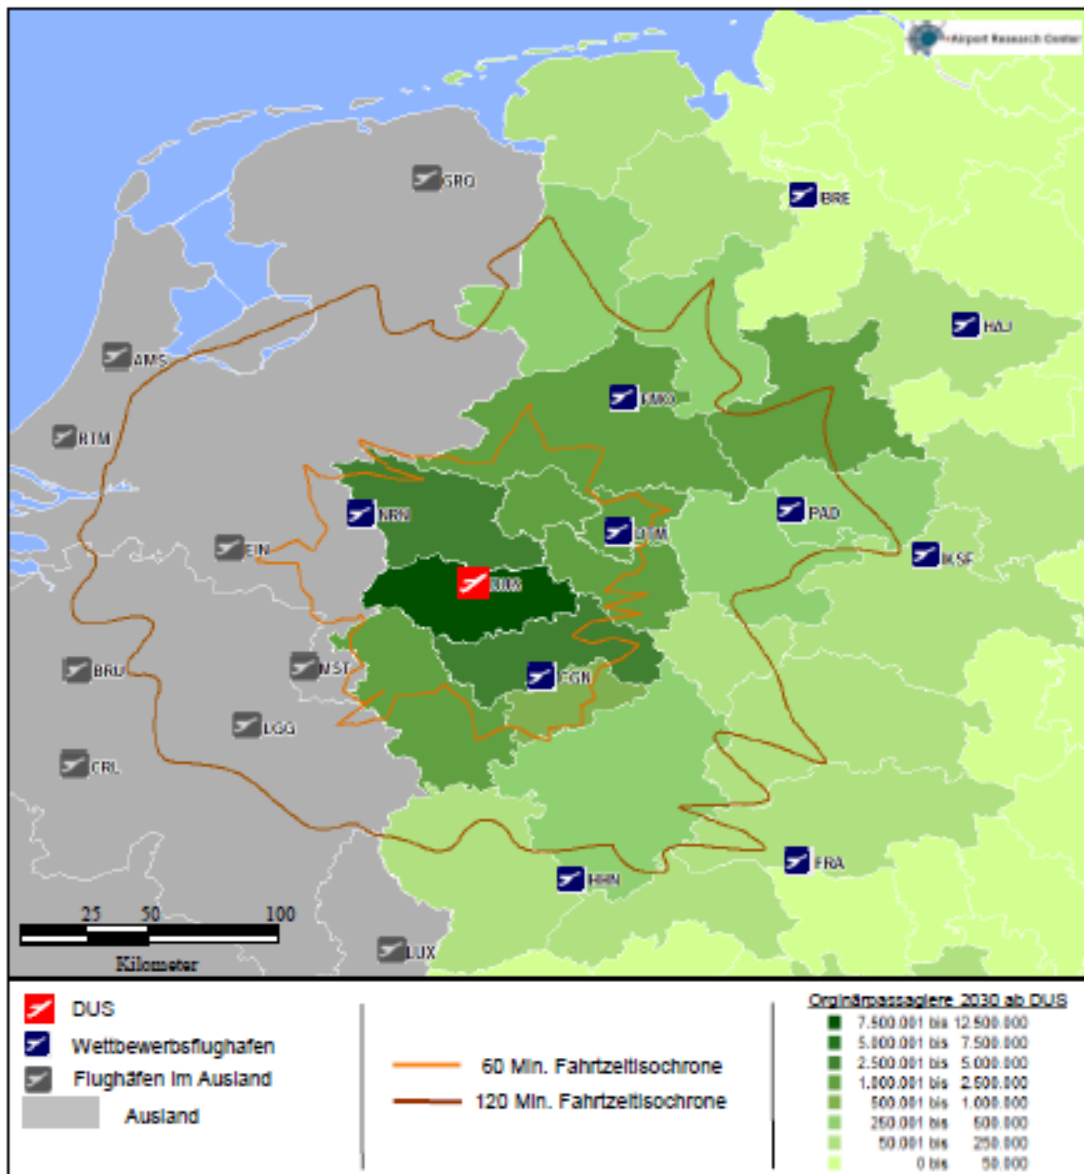 Airport Research Center
GRQ
BRE
HAJ
AMS
FMO
RTM
NRN
PAD
DTM
EIN
KSF
DUS
BRU
MST
CGN
LGG
CRL
FRA
HHN
25 50 100
LUX
Kilometer
DUS
Wettbewerbsflughafen
Flughäfen im Ausland
Ausland
60 Min. Fahrtzeitisochrone
120 Min. Fahrtzeitisochrone
Orginärpassagiere 2030 ab DUS
7.500.001 bis 12.500.000
5.000.001 bis 7.500.000
2.500.001 bis 5.000.000
1.000.001 bis 2.500.000
500.001 bis 1.000.000
250.001 bis 500.000
50.001 bis 250.000
0 bis 50.000